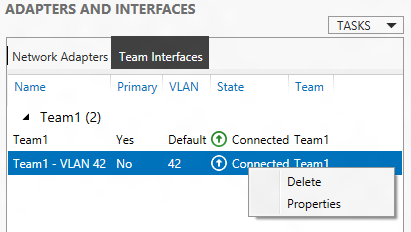 ADAPTERS AND INTERFACES
TASKS
Network Adapters Team Interfaces
Name Primary VLAN State Team
Team1 (2)
Team1 Yes Default Connected Team1
Team1 - VLAN 42 No 42 Connected Team1
Delete
Properties